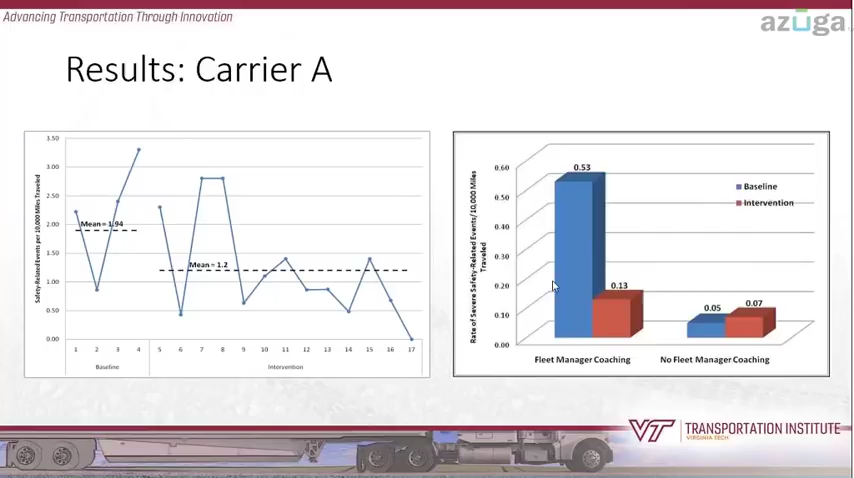 Advancing Transportation Through Innovation
azuga
Results: Carrier A
Safety-Related Events per 10,000 Miles Traveled
3.50
3.00
2.50
2.00
1.50
1.00
0.50
0.00
Mean = 1.94
Mean = 1.2
1 2 3 4 5 6 7 8 9 10 11 12 13 14 15 16 17
Baseline Intervention
Rate of Severe Safety-Related Events/10,000 Miles
Traveled
0.60
0.50
0.40
0.30
0.20
0.10
0.00
0.53
0.13
0.05
0.07
Baseline
Intervention
Fleet Manager Coaching No Fleet Manager Coaching
VT TRANSPORTATION INSTITUTE
VIRGINIA TECH